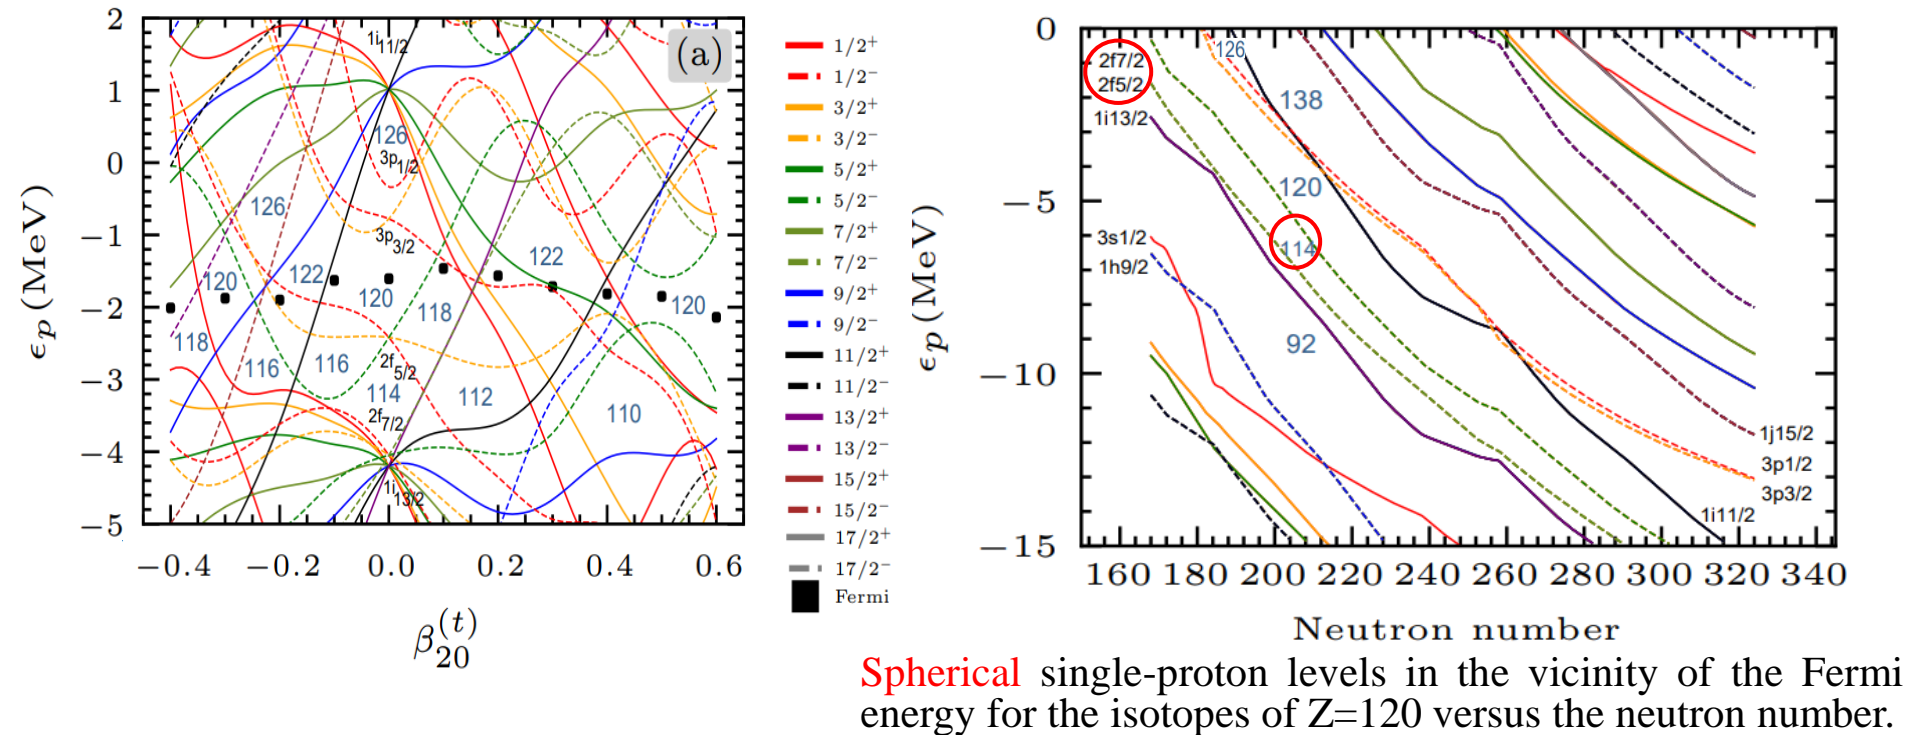 2
1
0
−1
−2
−3
−4
−5
ϵp (MeV)
−0.4 −0.2 0.0 0.2 0.4 0.6
β20(t)
(a)
1i11/2
126
3p1/2
126
3p3/2
120
122
120
118
122
120
118
116
116
2f5/2
114
2f7/2
112
110
1i13/2
1/2+
1/2−
3/2+
3/2−
5/2+
5/2−
7/2+
7/2−
9/2+
9/2−
11/2+
11/2−
13/2+
13/2−
15/2+
15/2−
17/2+
17/2−
Fermi
0
−5
−10
−15
ϵp (MeV)
2f7/2
2f5/2
1i13/2
3s1/2
1h9/2
126
138
120
114
92
1j15/2
3p1/2
3p3/2
1i11/2
160 180 200 220 240 260 280 300 320 340
Neutron number
Spherical single-proton levels in the vicinity of the Fermi
energy for the isotopes of Z=120 versus the neutron number.